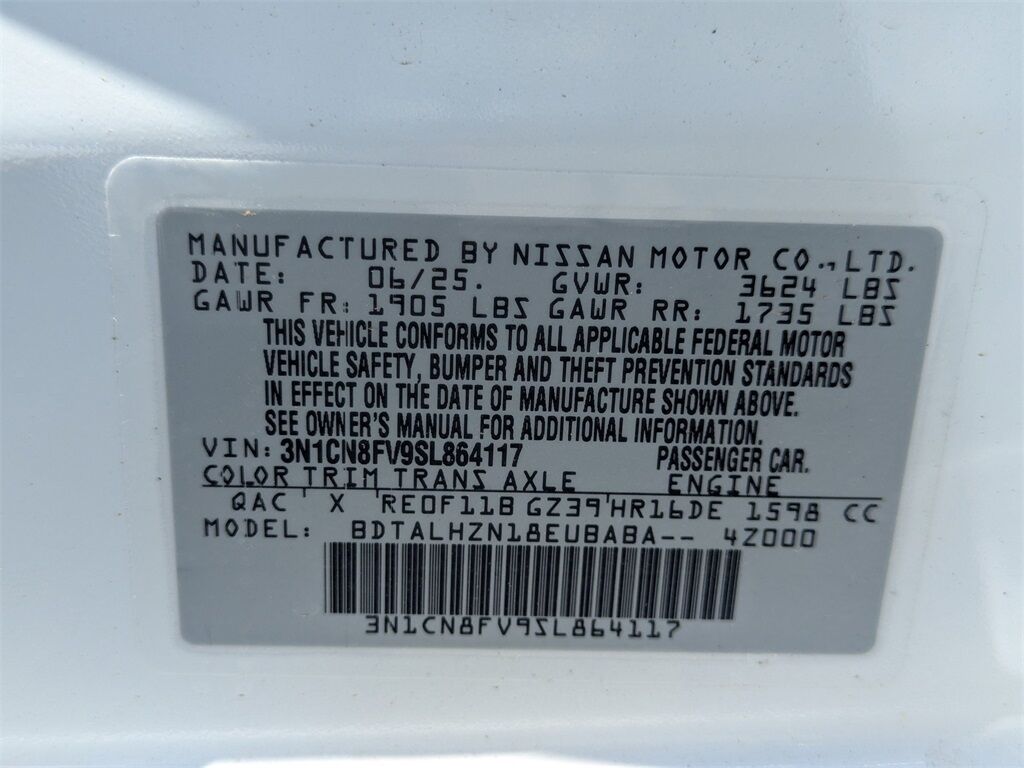 MANUFACTURED BY NISSAN MOTOR CO., LTD.
DATE: 06/25. GVWR: 3624 LBS
GAWR FR: 1905 LBS GAWR RR: 1735 LBS
THIS VEHICLE CONFORMS TO ALL APPLICABLE FEDERAL MOTOR
VEHICLE SAFETY, BUMPER AND THEFT PREVENTION STANDARDS
IN EFFECT ON THE DATE OF MANUFACTURE SHOWN ABOVE.
SEE OWNER'S MANUAL FOR ADDITIONAL INFORMATION.
VIN: 3N1CN8FV9SL864117 PASSENGER CAR.
COLOR TRIM TRANS AXLE ENGINE
QAC X RE0F11B GZ39 HR16DE 1598 CC
MODEL: BDTALHZN18EUBABA-- 4Z000
3N1CN8FV9SL864117